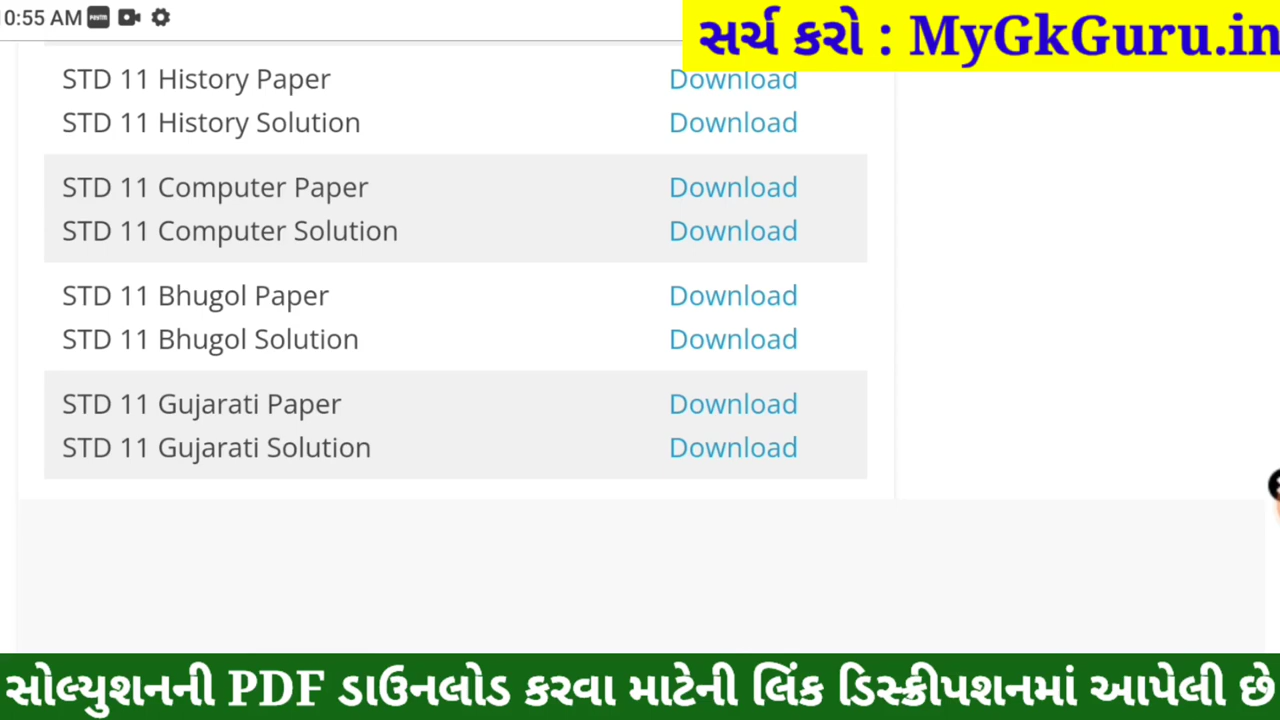 0:55 AM
સર્ચ કરો : MyGkGuru.in
STD 11 History Paper Download
STD 11 History Solution Download
STD 11 Computer Paper Download
STD 11 Computer Solution Download
STD 11 Bhugol Paper Download
STD 11 Bhugol Solution Download
STD 11 Gujarati Paper Download
STD 11 Gujarati Solution Download
સોલ્યુશનની PDF ડાઉનલોડ કરવા માટેની લિંક ડિસ્ક્રીપશનમાં આપેલી છે